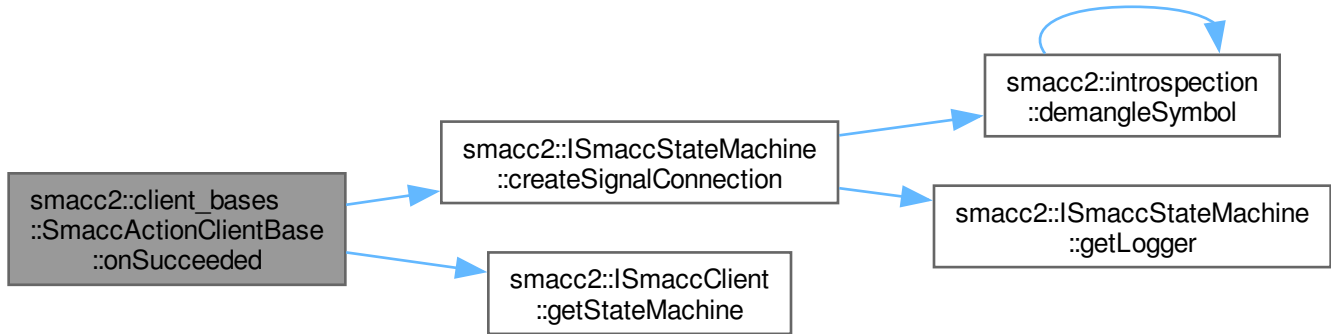 smacc2::client_bases
::SmaccActionClientBase
::onSucceeded
smacc2::ISmaccStateMachine
::createSignalConnection
smacc2::ISmaccClient
::getStateMachine
smacc2::introspection
::demangleSymbol
smacc2::ISmaccStateMachine
::getLogger